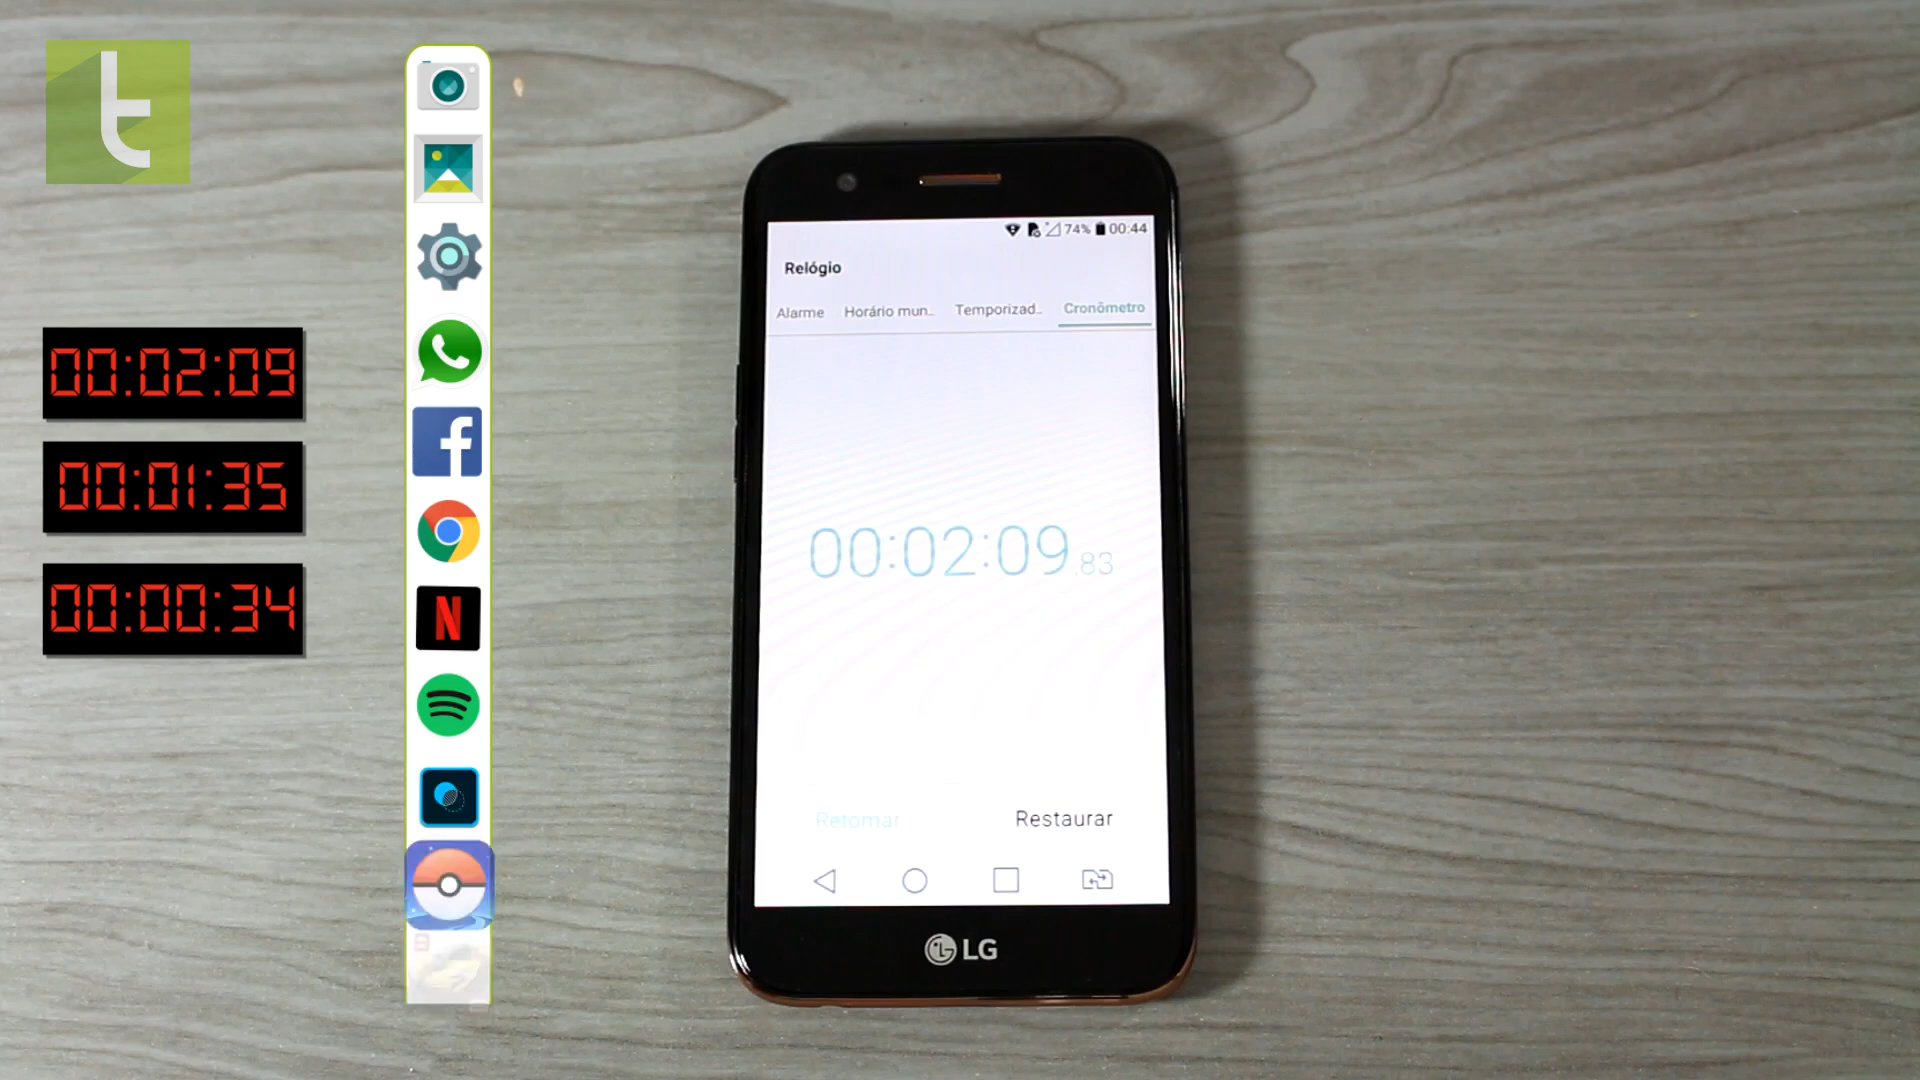 t
00:02:09
00:01:35
00:00:34
f
N
74% 00:44
Relógio
Alarme Horário mun... Temporizad... Cronômetro
00:02:09.83
Retomar Restaurar
LG